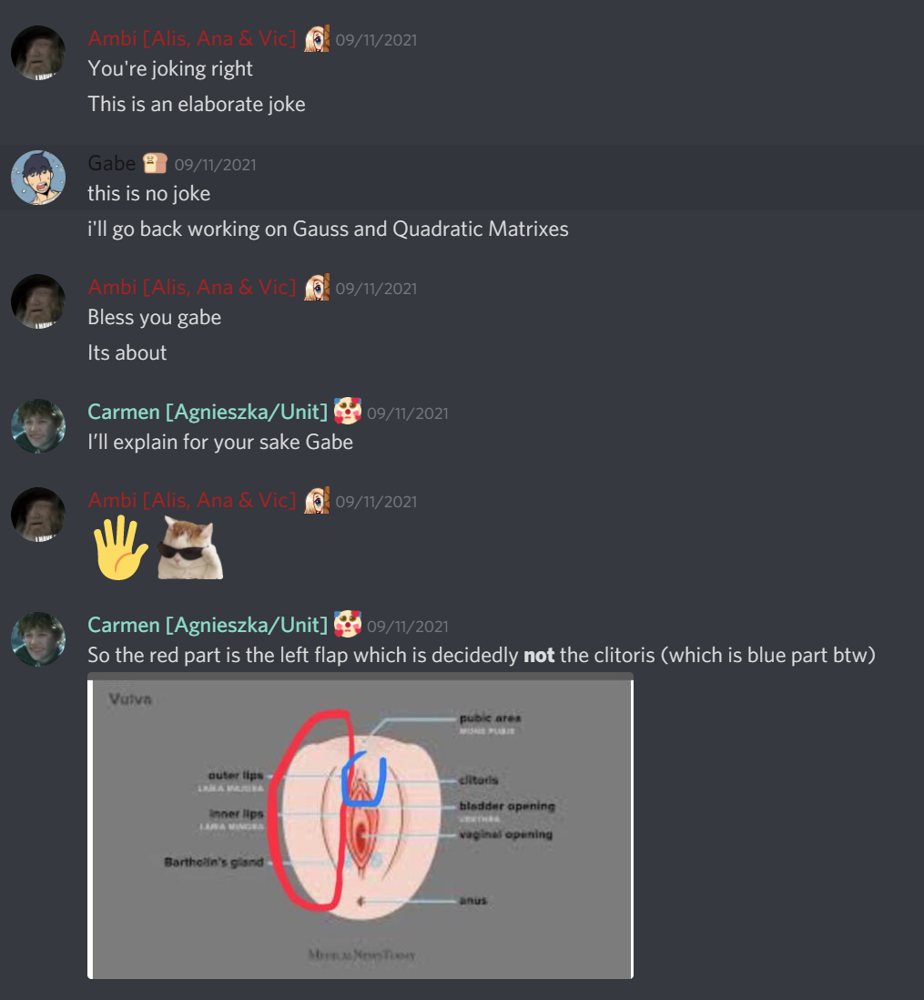 Ambi [Alis, Ana & Vic] 09/11/2021
You're joking right
This is an elaborate joke
Gabe 09/11/2021
this is no joke
i'll go back working on Gauss and Quadratic Matrixes
Ambi [Alis, Ana & Vic] 09/11/2021
Bless you gabe
Its about
Carmen [Agnieszka/Unit] 09/11/2021
I’ll explain for your sake Gabe
Ambi [Alis, Ana & Vic] 09/11/2021
Carmen [Agnieszka/Unit] 09/11/2021
So the red part is the left flap which is decidedly not the clitoris (which is blue part btw)
Vulva
pubic area
MONS PUBIS
outer lips
LABIA MAJORA
clitoris
bladder opening
URETHRA
inner lips
LABIA MINORA
vaginal opening
Bartholin's gland
anus
MedicalNewsToday